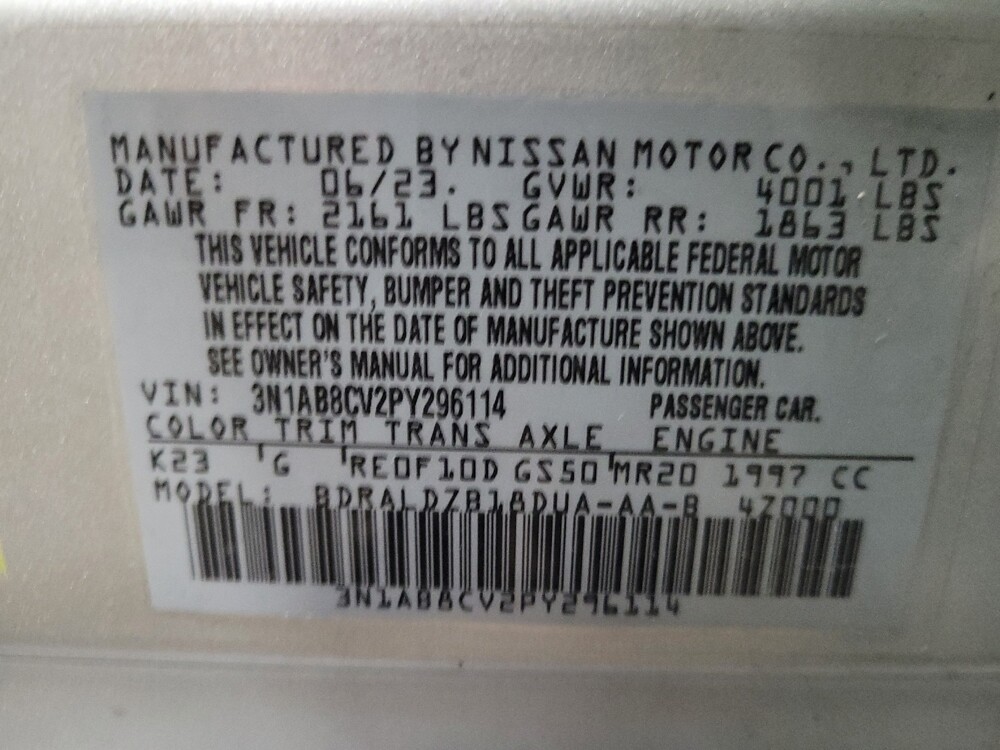 MANUFACTURED BY NISSAN MOTOR CO., LTD.
DATE: 06/23. GVWR: 4001 LBS
GAWR FR: 2161 LBS GAWR RR: 1863 LBS
THIS VEHICLE CONFORMS TO ALL APPLICABLE FEDERAL MOTOR
VEHICLE SAFETY, BUMPER AND THEFT PREVENTION STANDARDS
IN EFFECT ON THE DATE OF MANUFACTURE SHOWN ABOVE.
SEE OWNER'S MANUAL FOR ADDITIONAL INFORMATION.
VIN: 3N1AB8CV2PY296114 PASSENGER CAR.
COLOR TRIM TRANS AXLE ENGINE
K23 G RE0F10D GS50 MR20 1997 CC
MODEL: BDRALDZB18DUA-AA-B 4Z000
3N1AB8CV2PY296114